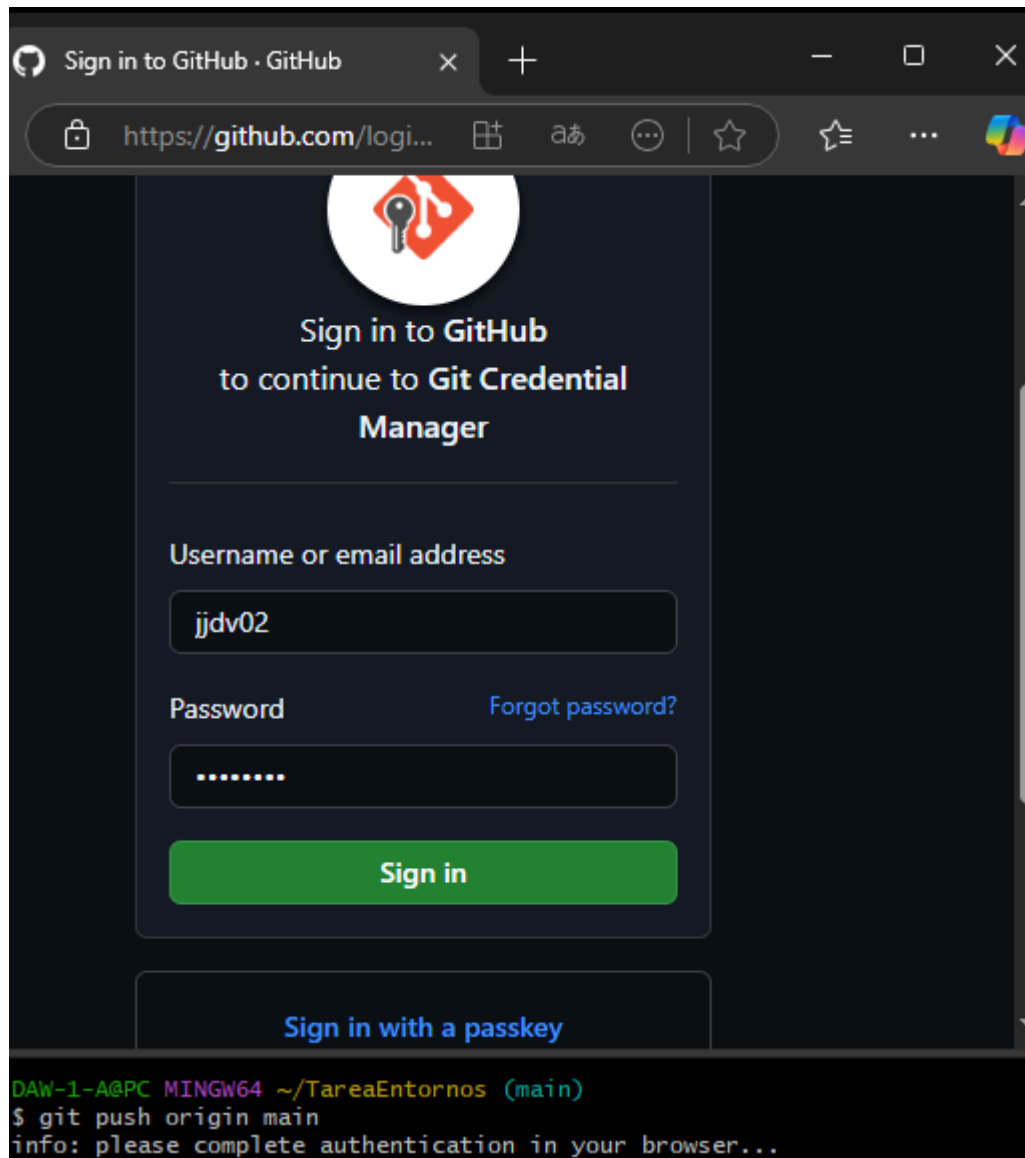 Sign in to GitHub · GitHub
https://github.com/logi...
aあ
Sign in to GitHub
to continue to Git Credential
Manager
Username or email address
jjdv02
Password Forgot password?
••••••••
Sign in
Sign in with a passkey
DAW-1-A@PC MINGW64 ~/TareaEntornos (main)
$ git push origin main
info: please complete authentication in your browser...